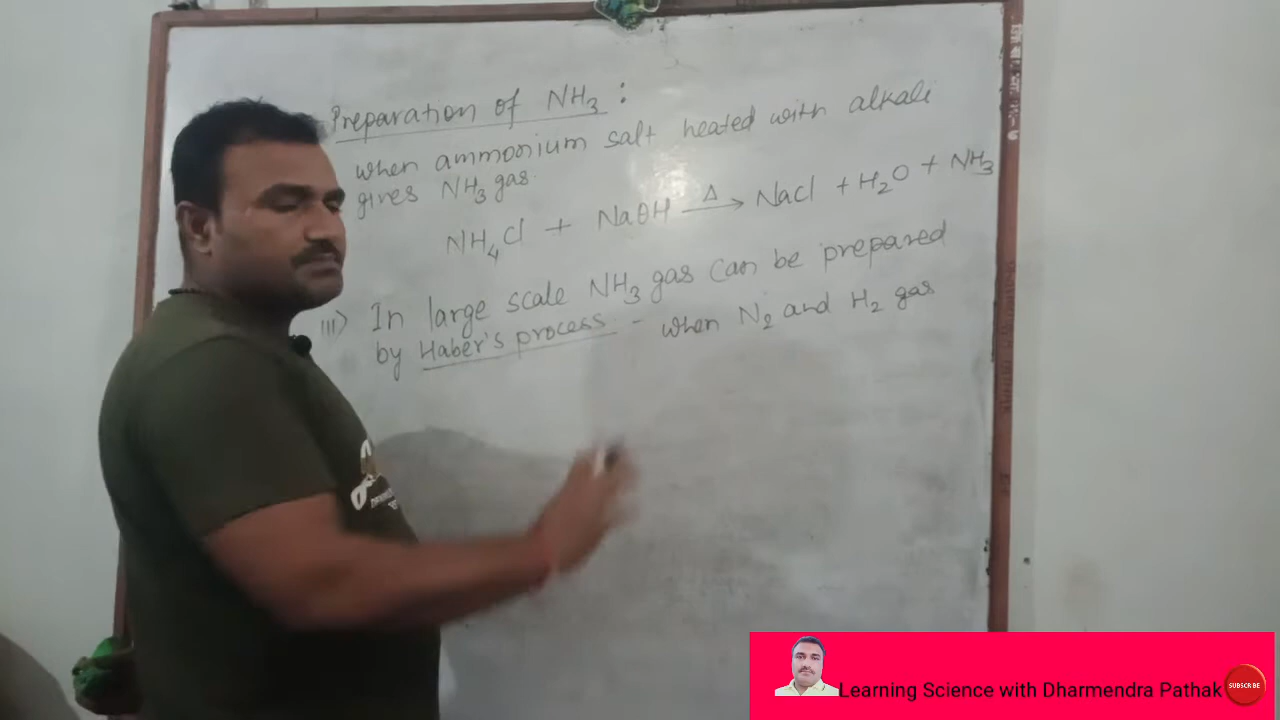 Preparation of NH3 :
when ammonium salt heated with alkali
gives NH3 gas.
NH4Cl + NaOH —Δ→ NaCl + H2O + NH3
III) In large scale NH3 gas can be prepared
by Haber's process - when N2 and H2 gas
Learning Science with Dharmendra Pathak
SUBSCRIBE